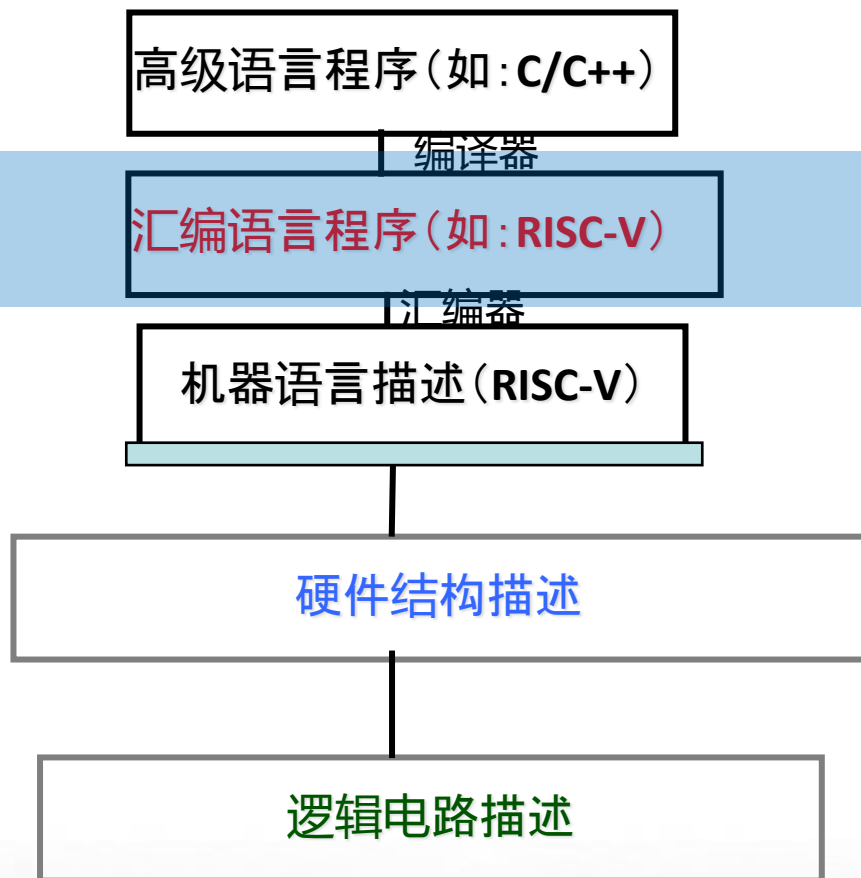 高级语言程序（如：C/C++）
编译器
汇编语言程序（如：RISC-V）
汇编器
机器语言描述（RISC-V）
硬件结构描述
逻辑电路描述